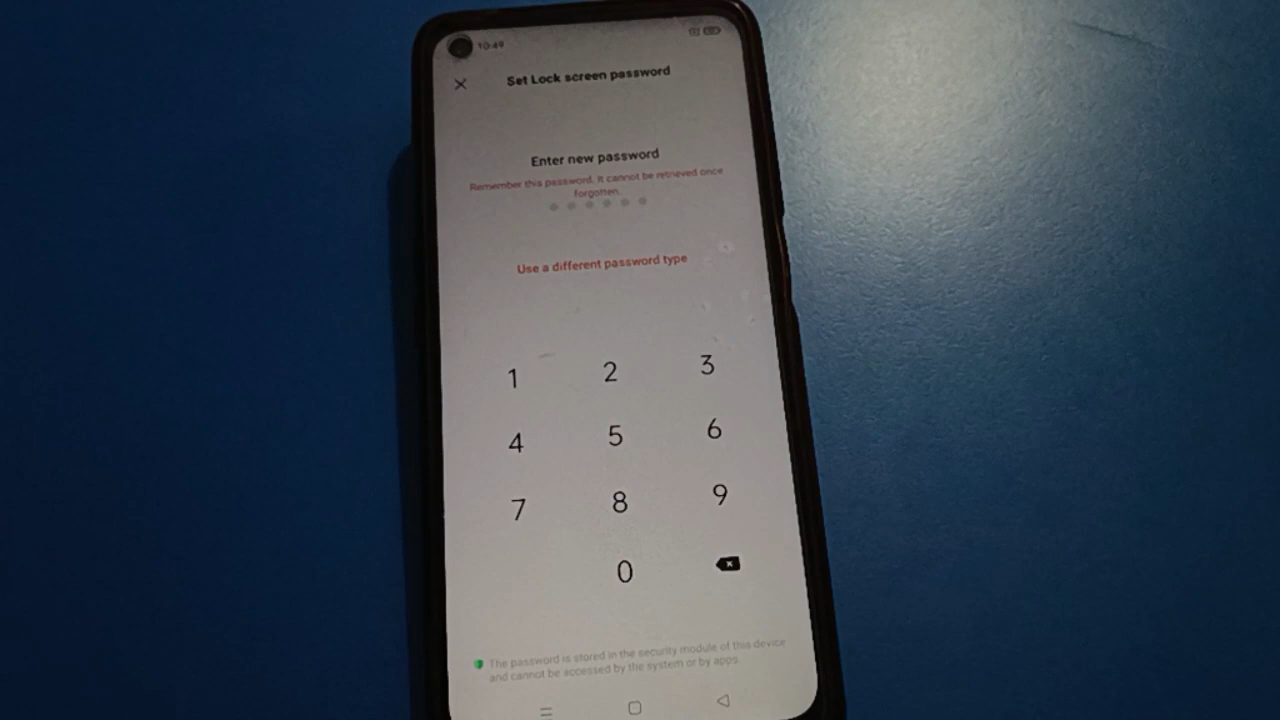 10:49
Set Lock screen password
Enter new password
Remember this password. It cannot be retrieved once
forgotten.
Use a different password type
1 2 3
4 5 6
7 8 9
0
The password is stored in the security module of this device
and cannot be accessed by the system or by apps.